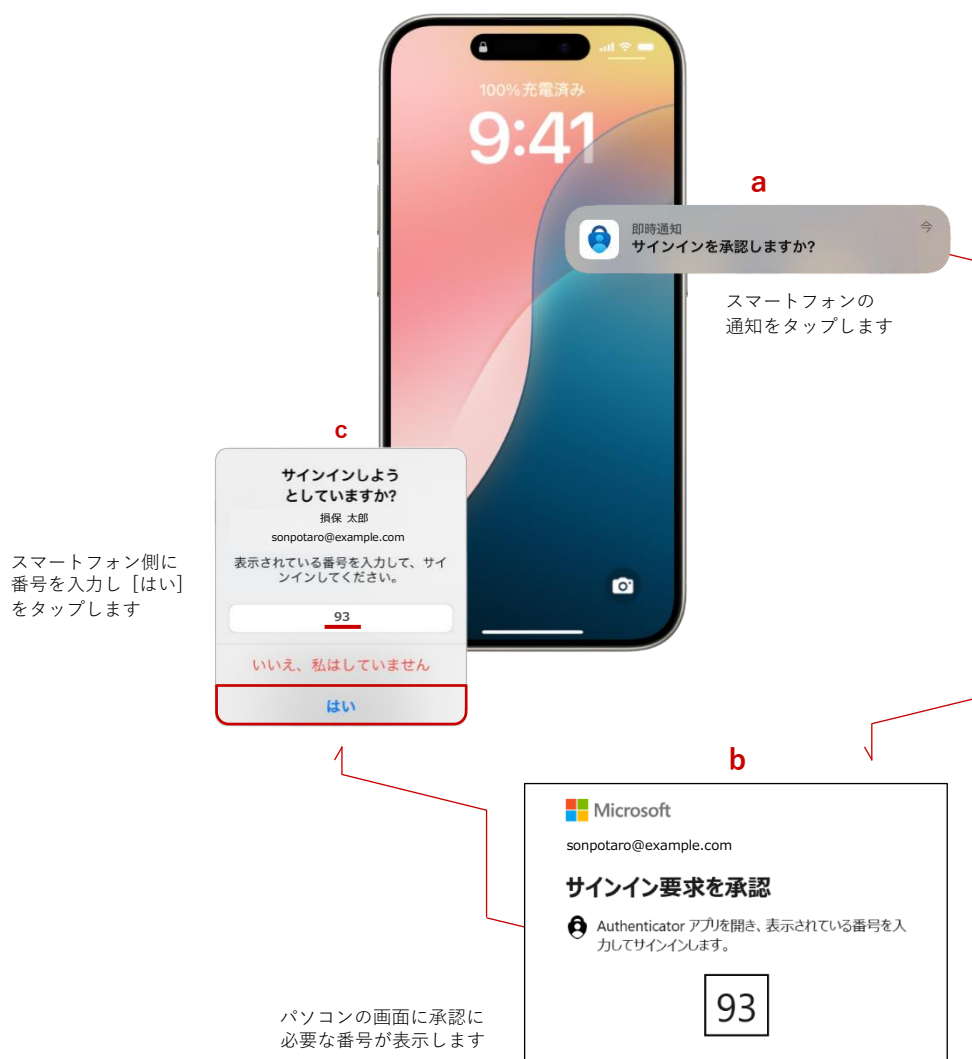 100%充電済み
9:41
a
即時通知
今
サインインを承認しますか?
スマートフォンの
通知をタップします
c
サインインしよう
としていますか?
損保 太郎
sonpotaro@example.com
表示されている番号を入力して、サイ
ンインしてください。
93
いいえ、私はしていません
はい
スマートフォン側に
番号を入力し［はい］
をタップします
b
Microsoft
sonpotaro@example.com
サインイン要求を承認
Authenticator アプリを開き、表示されている番号を入
力してサインインします。
93
パソコンの画面に承認に
必要な番号が表示します